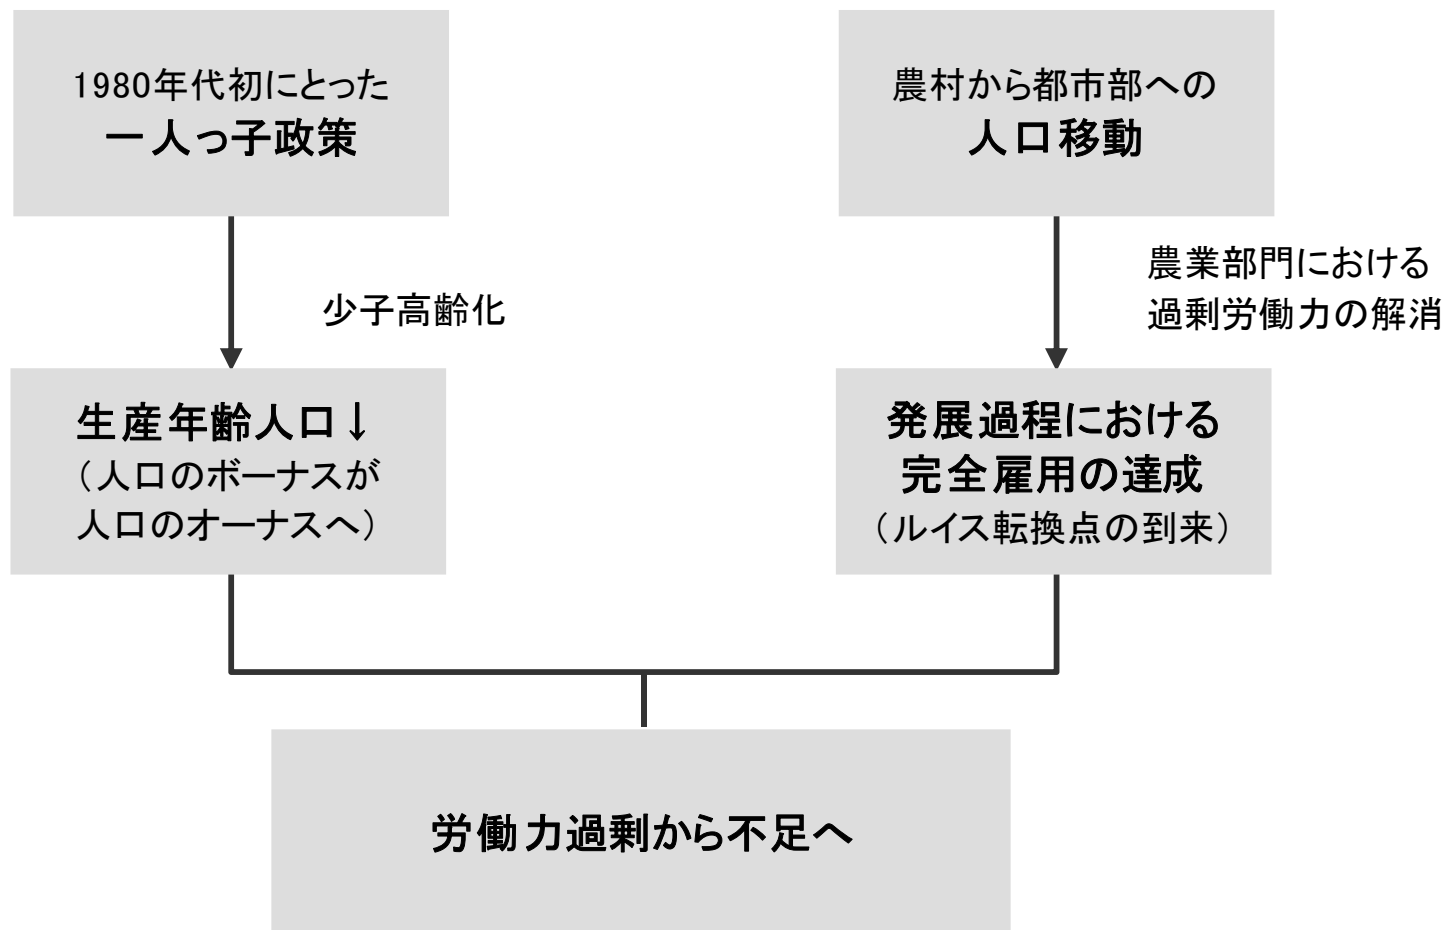 1980年代初にとった
一人っ子政策
農村から都市部への
人口移動
少子高齢化
農業部門における
過剰労働力の解消
生産年齢人口↓
（人口のボーナスが
人口のオーナスへ）
発展過程における
完全雇用の達成
（ルイス転換点の到来）
労働力過剰から不足へ